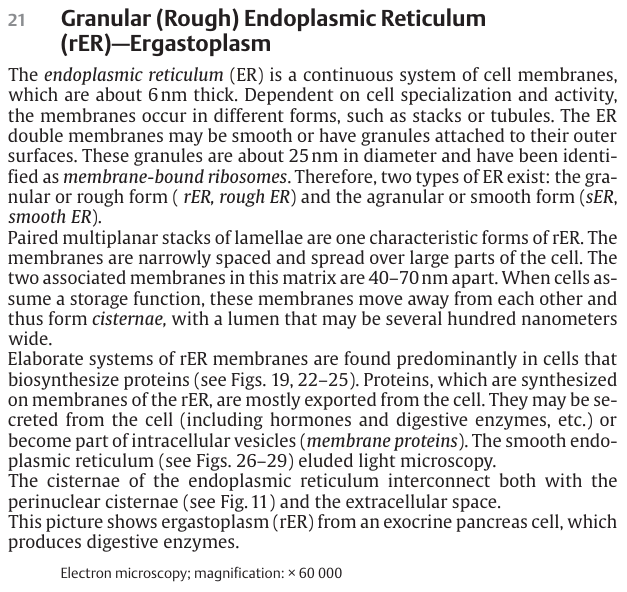 21 Granular (Rough) Endoplasmic Reticulum
(rER)—Ergastoplasm
The endoplasmic reticulum (ER) is a continuous system of cell membranes,
which are about 6 nm thick. Dependent on cell specialization and activity,
the membranes occur in different forms, such as stacks or tubules. The ER
double membranes may be smooth or have granules attached to their outer
surfaces. These granules are about 25 nm in diameter and have been identi-
fied as membrane-bound ribosomes. Therefore, two types of ER exist: the gra-
nular or rough form ( rER, rough ER) and the agranular or smooth form (sER,
smooth ER).
Paired multiplanar stacks of lamellae are one characteristic forms of rER. The
membranes are narrowly spaced and spread over large parts of the cell. The
two associated membranes in this matrix are 40–70 nm apart. When cells as-
sume a storage function, these membranes move away from each other and
thus form cisternae, with a lumen that may be several hundred nanometers
wide.
Elaborate systems of rER membranes are found predominantly in cells that
biosynthesize proteins (see Figs. 19, 22–25). Proteins, which are synthesized
on membranes of the rER, are mostly exported from the cell. They may be se-
creted from the cell (including hormones and digestive enzymes, etc.) or
become part of intracellular vesicles (membrane proteins). The smooth endo-
plasmic reticulum (see Figs. 26–29) eluded light microscopy.
The cisternae of the endoplasmic reticulum interconnect both with the
perinuclear cisternae (see Fig. 11) and the extracellular space.
This picture shows ergastoplasm (rER) from an exocrine pancreas cell, which
produces digestive enzymes.
Electron microscopy; magnification: × 60 000